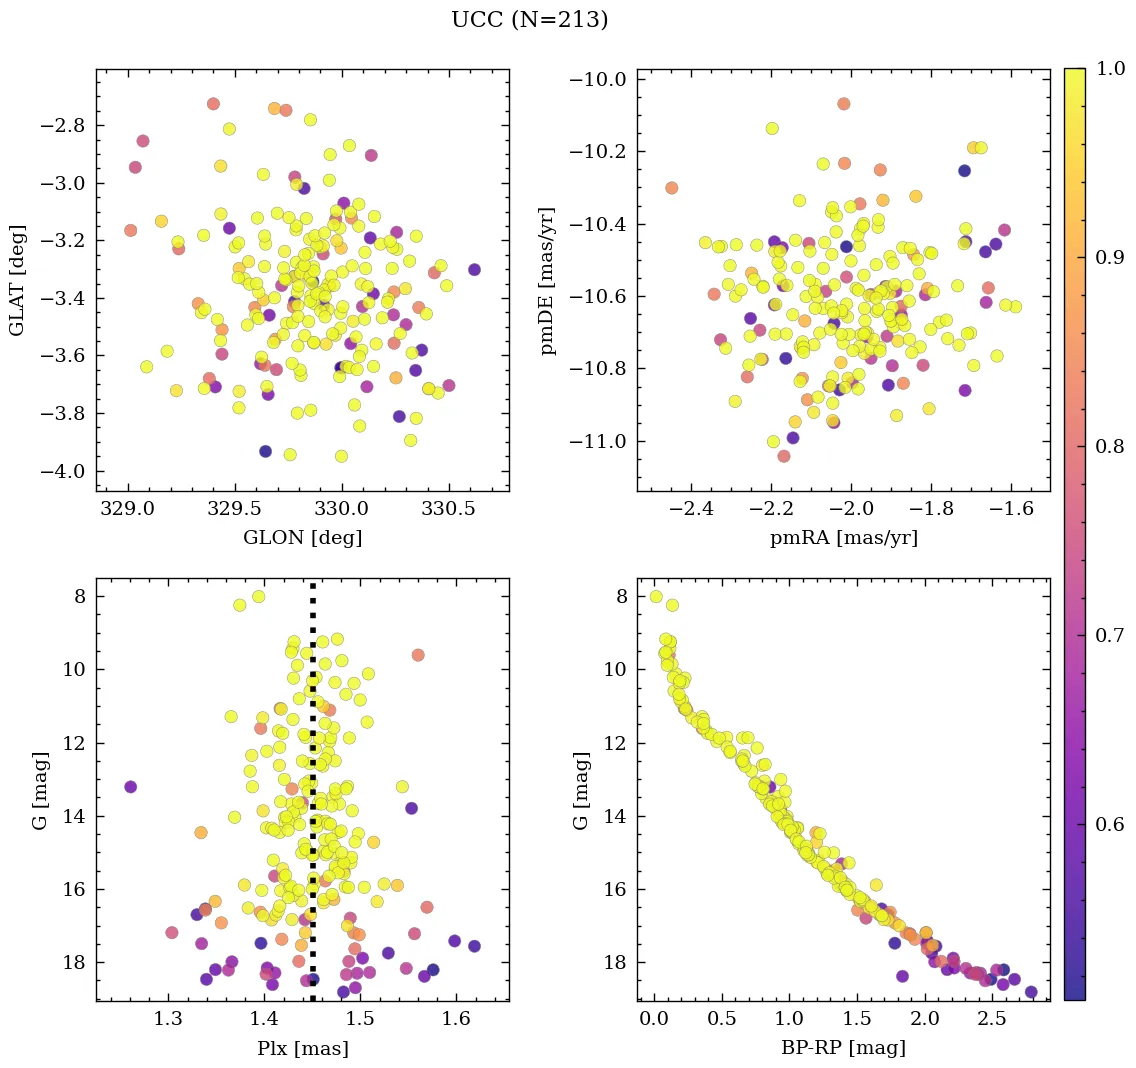 UCC (N=213)
−2.8
−3.0
−3.2
−3.4
−3.6
−3.8
−4.0
GLAT [deg]
329.0 329.5 330.0 330.5
GLON [deg]
−10.0
−10.2
−10.4
−10.6
−10.8
−11.0
pmDE [mas/yr]
−2.4 −2.2 −2.0 −1.8 −1.6
pmRA [mas/yr]
8
10
12
14
16
18
G [mag]
1.3 1.4 1.5 1.6
Plx [mas]
8
10
12
14
16
18
G [mag]
0.0 0.5 1.0 1.5 2.0 2.5
BP-RP [mag]
1.0
0.9
0.8
0.7
0.6